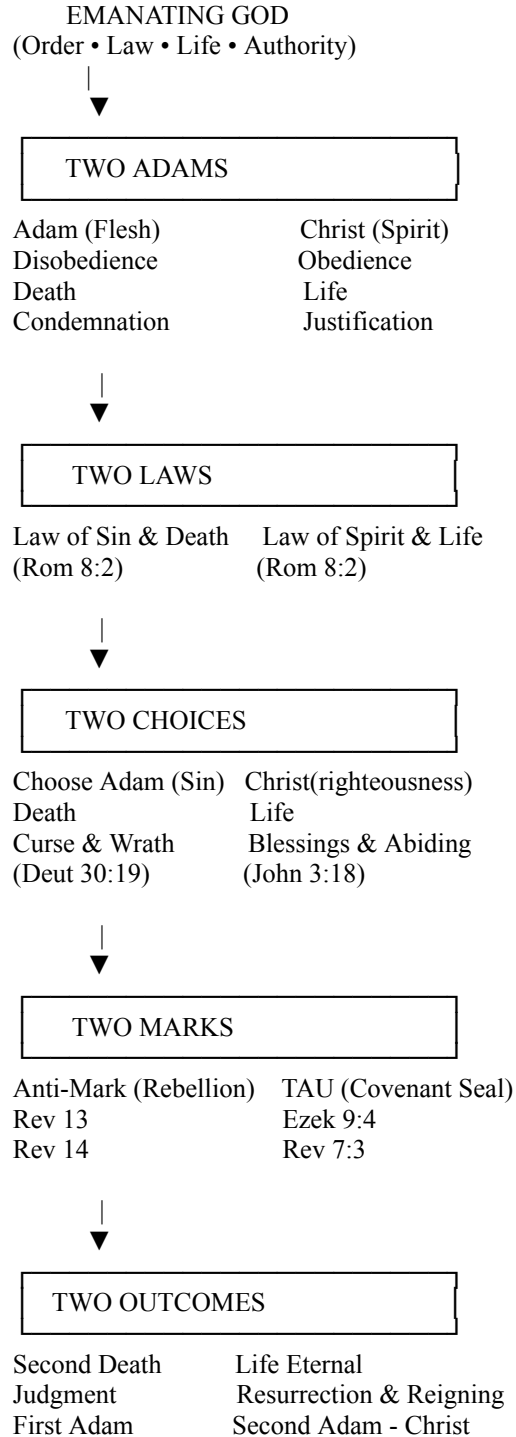 EMANATING GOD
(Order • Law • Life • Authority)
TWO ADAMS
Adam (Flesh) Christ (Spirit)
Disobedience Obedience
Death Life
Condemnation Justification
TWO LAWS
Law of Sin & Death Law of Spirit & Life
(Rom 8:2) (Rom 8:2)
TWO CHOICES
Choose Adam (Sin) Christ(righteousness)
Death Life
Curse & Wrath Blessings & Abiding
(Deut 30:19) (John 3:18)
TWO MARKS
Anti-Mark (Rebellion) TAU (Covenant Seal)
Rev 13 Ezek 9:4
Rev 14 Rev 7:3
TWO OUTCOMES
Second Death Life Eternal
Judgment Resurrection & Reigning
First Adam Second Adam - Christ